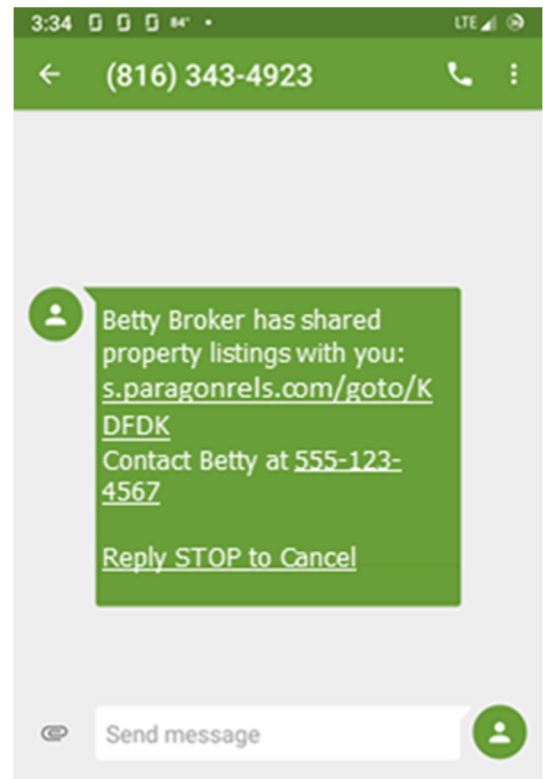 3:34 84° LTE
(816) 343-4923
Betty Broker has shared
property listings with you:
s.paragonrels.com/goto/K
DFDK
Contact Betty at 555-123-
4567
Reply STOP to Cancel
Send message